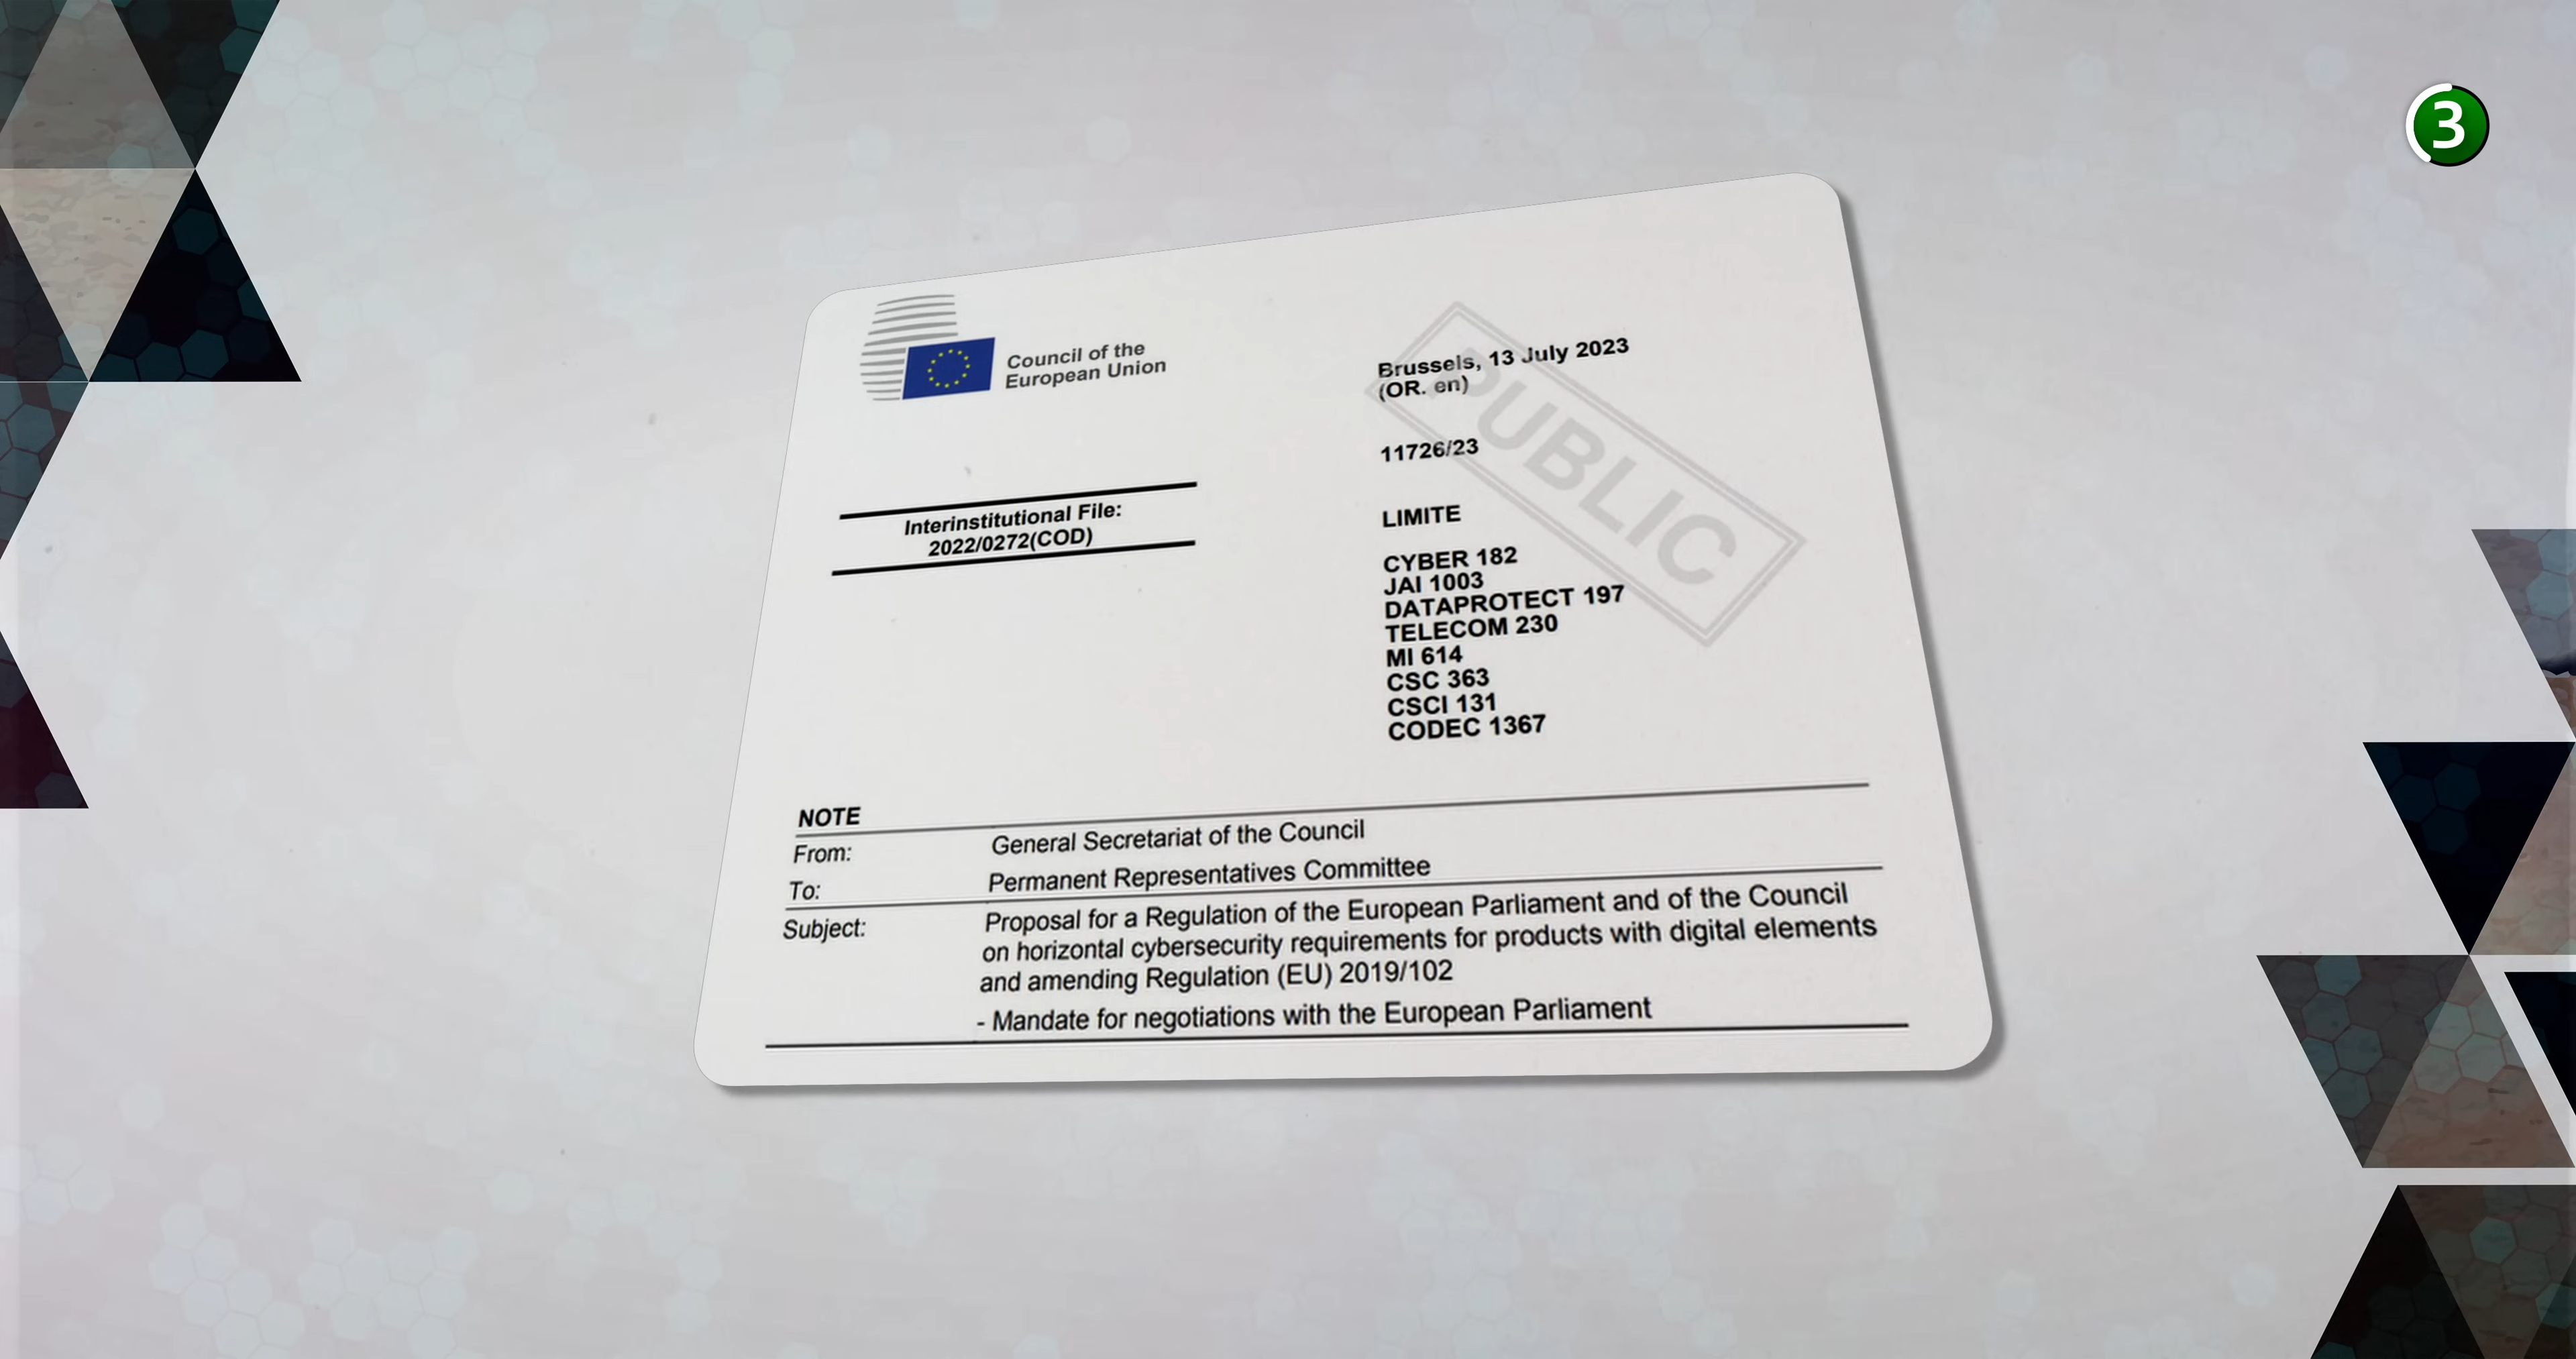 3
Council of the
European Union
Brussels, 13 July 2023
(OR. en)
11726/23
PUBLIC
Interinstitutional File:
2022/0272(COD)
LIMITE
CYBER 182
JAI 1003
DATAPROTECT 197
TELECOM 230
MI 614
CSC 363
CSCI 131
CODEC 1367
NOTE
From: General Secretariat of the Council
To: Permanent Representatives Committee
Subject: Proposal for a Regulation of the European Parliament and of the Council
on horizontal cybersecurity requirements for products with digital elements
and amending Regulation (EU) 2019/102
- Mandate for negotiations with the European Parliament